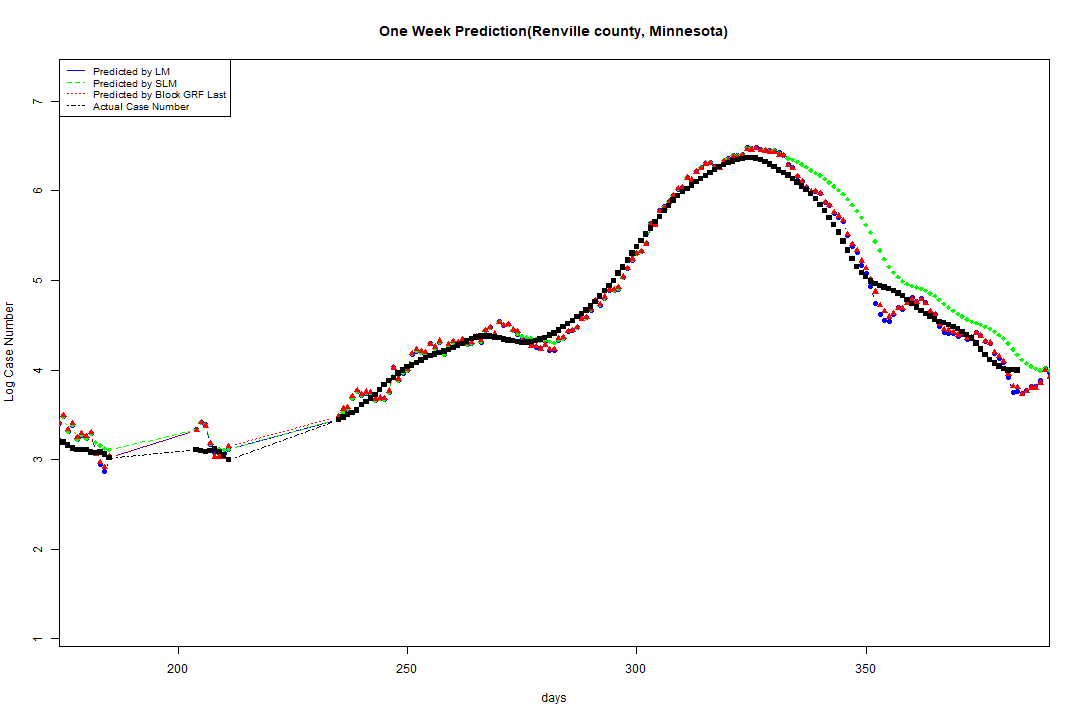 One Week Prediction(Renville county, Minnesota)
Predicted by LM
Predicted by SLM
Predicted by Block GRF Last
Actual Case Number
7
6
5
4
3
2
1
Log Case Number
200
250
300
350
days